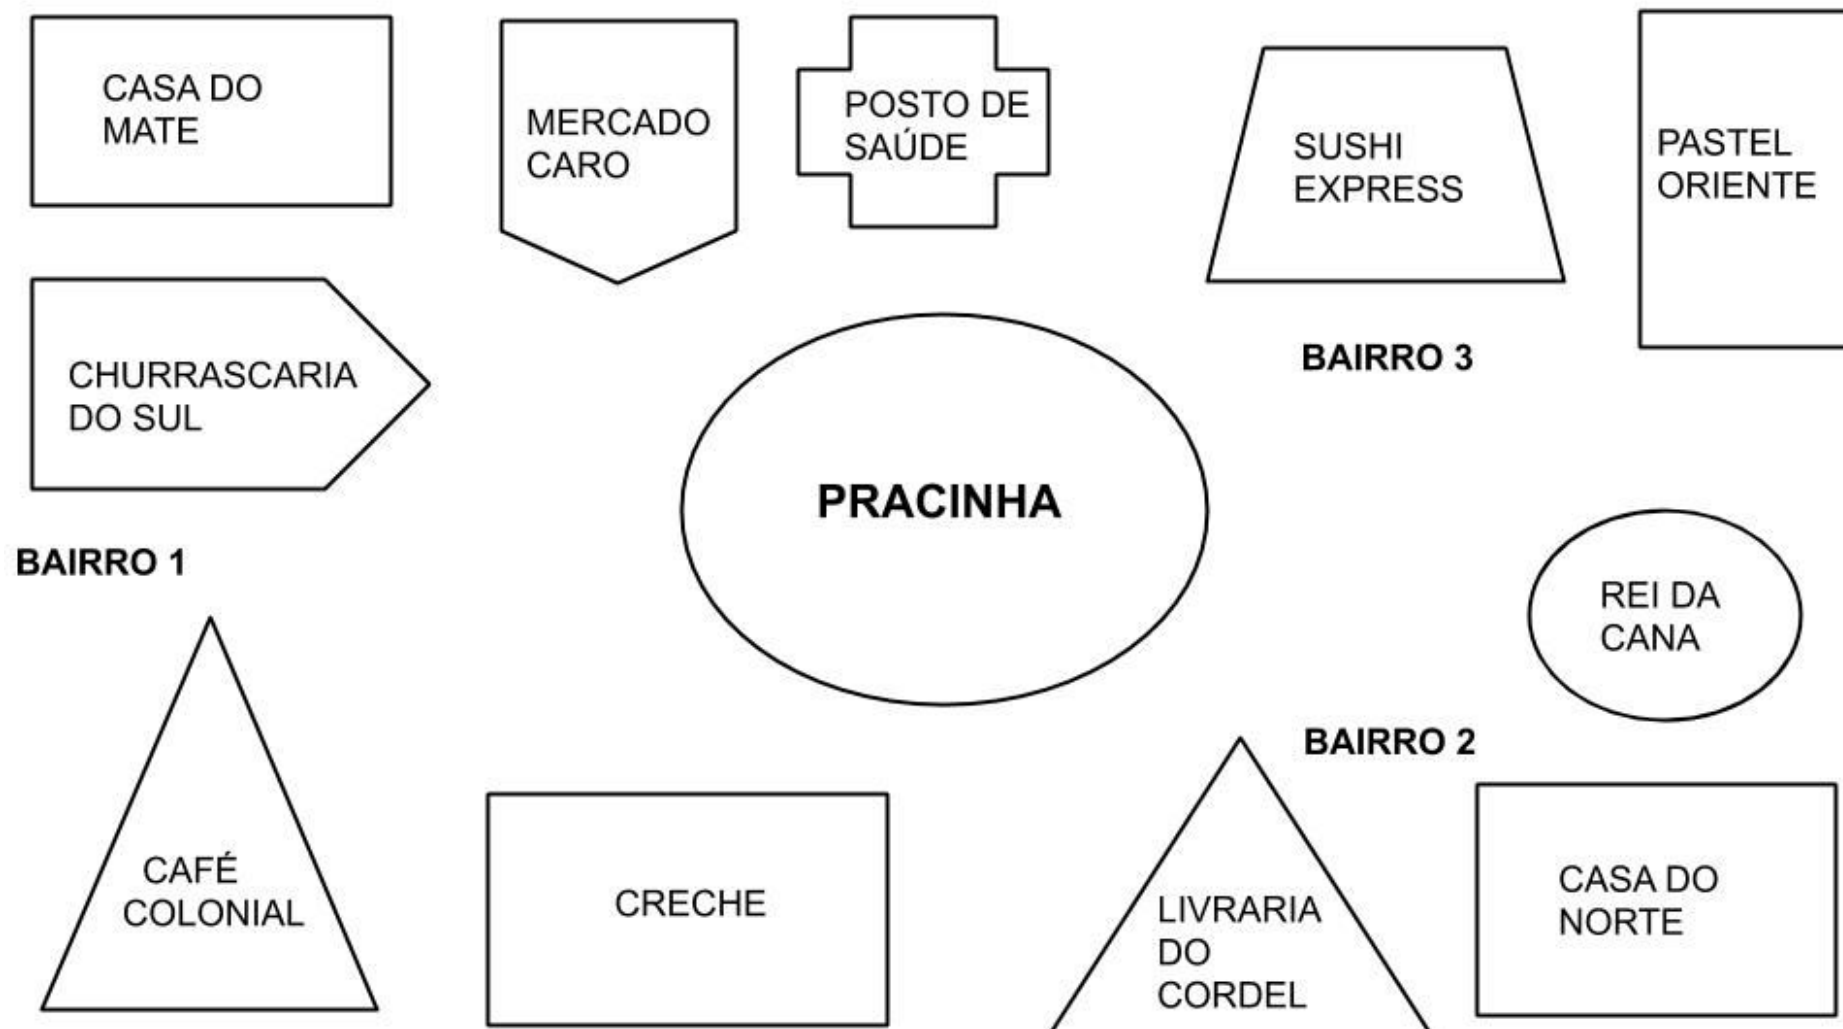 CASA DO
MATE
MERCADO
CARO
POSTO DE
SAÚDE
SUSHI
EXPRESS
PASTEL
ORIENTE
BAIRRO 3
CHURRASCARIA
DO SUL
PRACINHA
BAIRRO 1
REI DA
CANA
BAIRRO 2
CAFÉ
COLONIAL
CRECHE
LIVRARIA
DO
CORDEL
CASA DO
NORTE